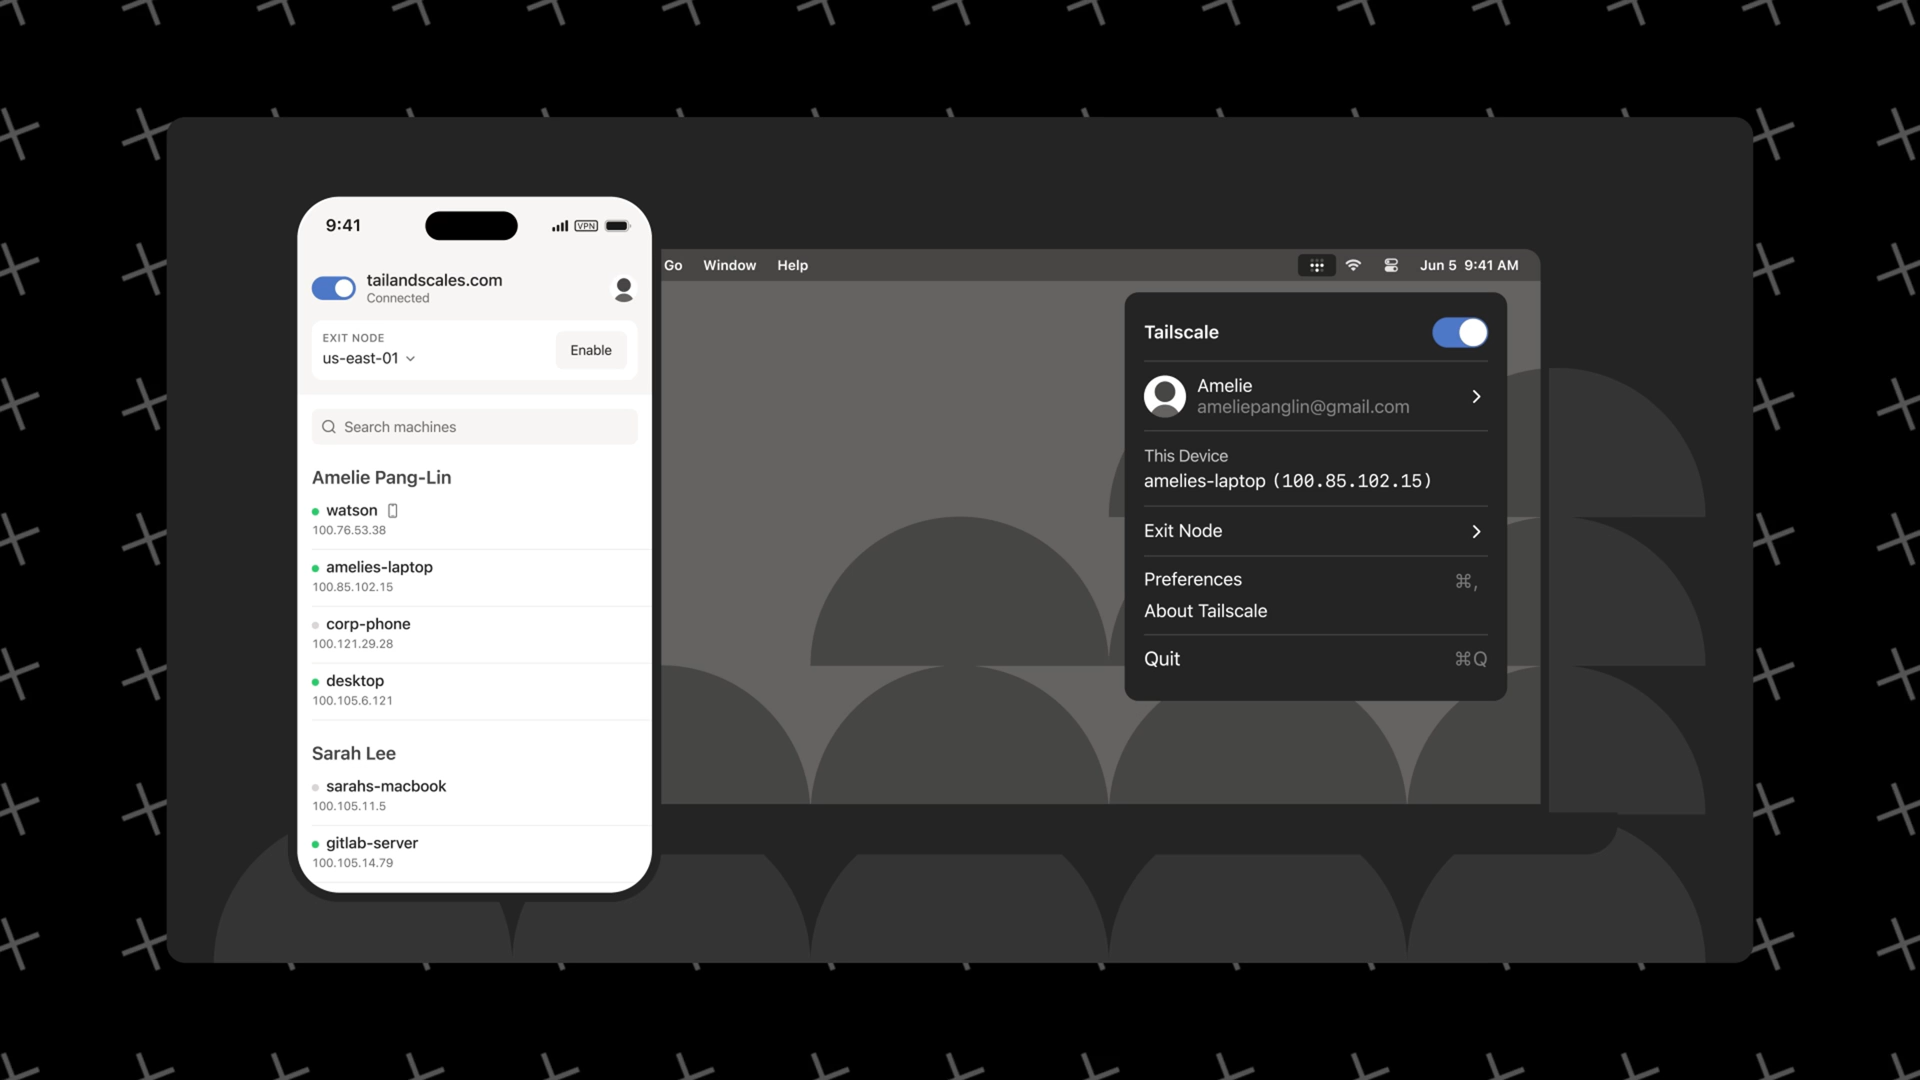 9:41
VPN
tailandscales.com
Connected
EXIT NODE
us-east-01
Enable
Search machines
Amelie Pang-Lin
watson
100.76.53.38
amelies-laptop
100.85.102.15
corp-phone
100.121.29.28
desktop
100.105.6.121
Sarah Lee
sarahs-macbook
100.105.11.5
gitlab-server
100.105.14.79
Go Window Help
Jun 5 9:41 AM
Tailscale
Amelie
ameliepanglin@gmail.com
This Device
amelies-laptop (100.85.102.15)
Exit Node
Preferences ⌘,
About Tailscale
Quit ⌘Q